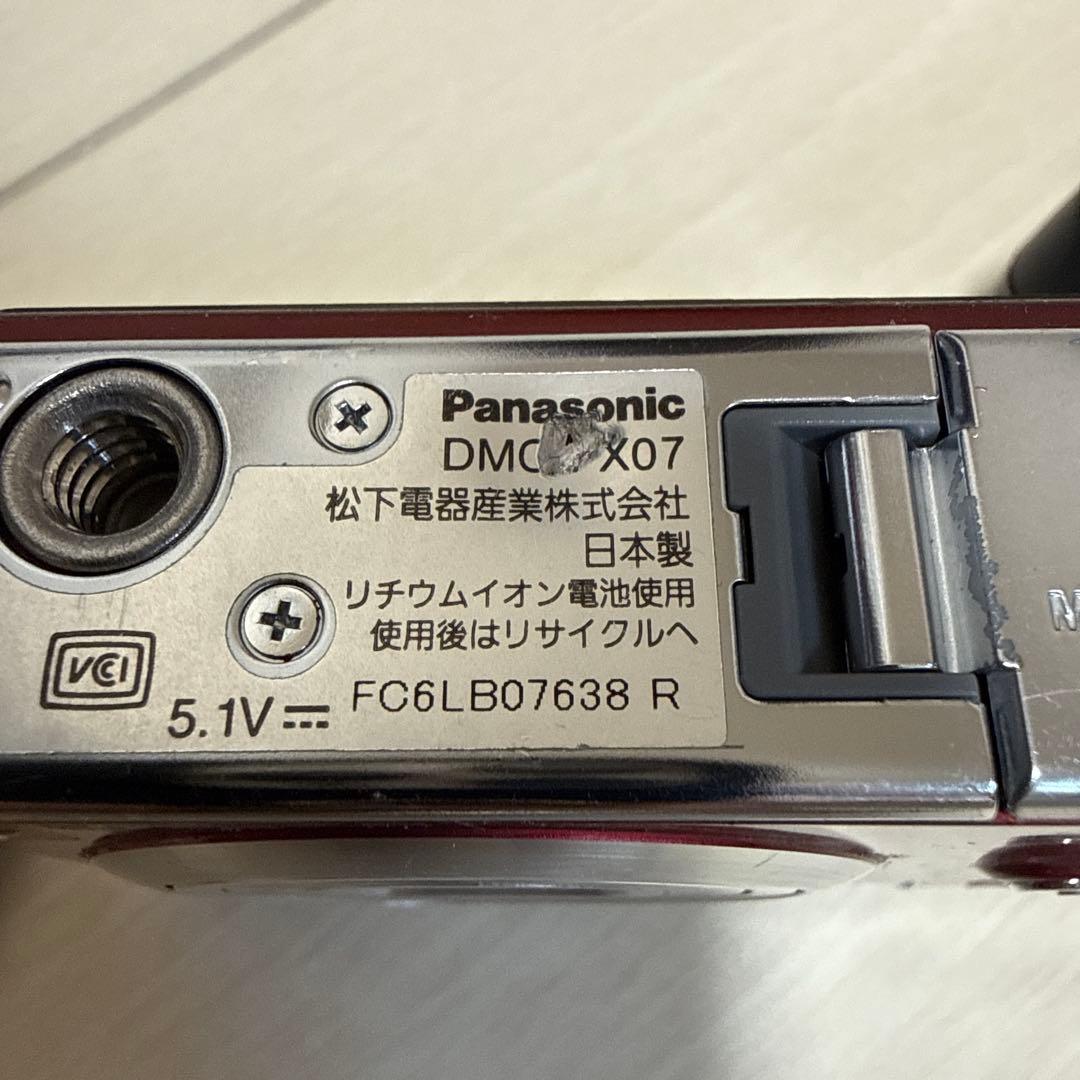 Panasonic
DMC X07
松下電器産業株式会社
日本製
リチウムイオン電池使用
使用後はリサイクルへ
VCI
5.1V FC6LB07638 R